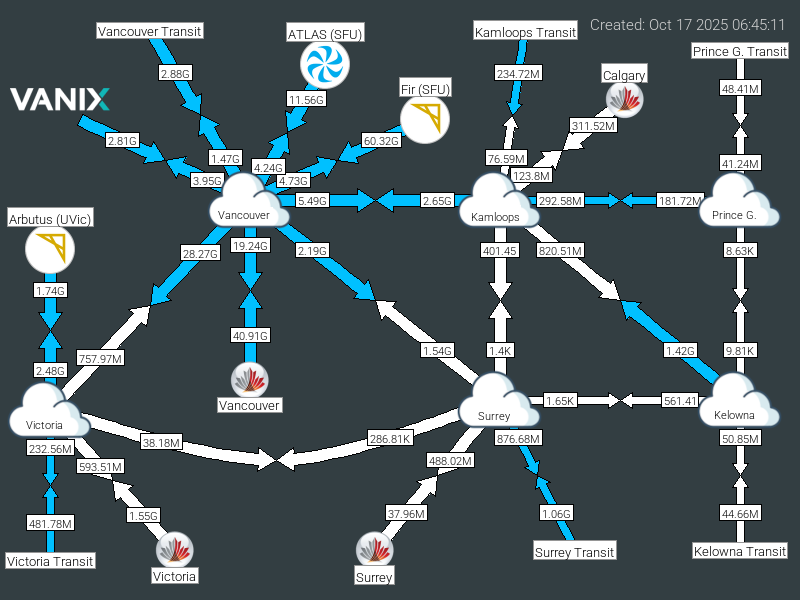 Created: Oct 17 2025 06:45:11
Vancouver Transit
ATLAS (SFU)
Kamloops Transit
Prince G. Transit
2.88G
234.72M
Calgary
Fir (SFU)
48.41M
VANIX
11.56G
311.52M
2.81G
60.32G
1.47G
76.59M
41.24M
4.24G
123.8M
3.95G
4.73G
5.49G
2.65G
292.58M
181.72M
Vancouver
Kamloops
Prince G.
Arbutus (UVic)
28.27G
19.24G
2.19G
401.45
820.51M
8.63K
1.74G
40.91G
757.97M
1.54G
1.4K
1.42G
9.81K
2.48G
Vancouver
1.65K
561.41
Victoria
Surrey
Kelowna
232.56M
38.18M
286.81K
876.68M
50.85M
593.51M
488.02M
481.78M
1.55G
37.96M
1.06G
44.66M
Victoria Transit
Victoria
Surrey
Surrey Transit
Kelowna Transit